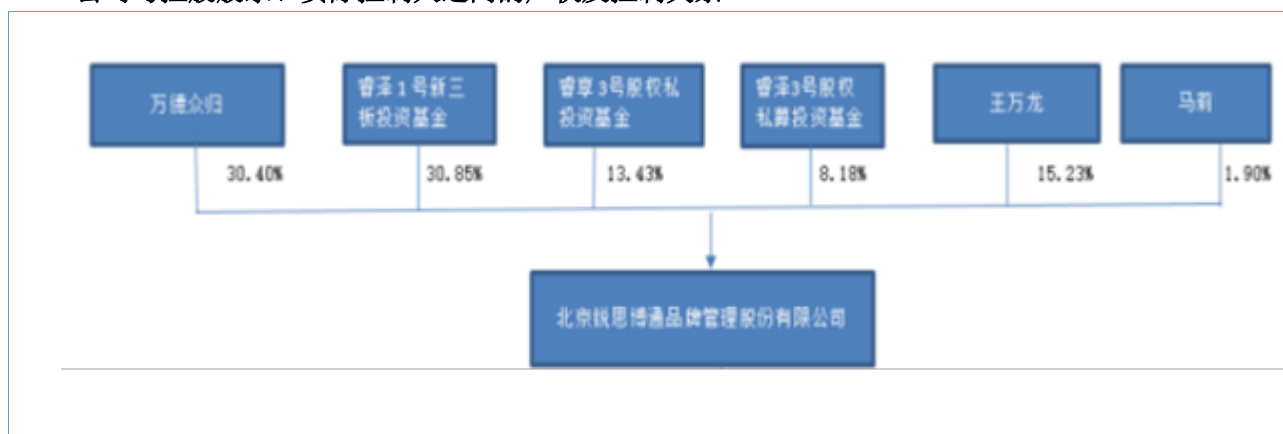 万德众归
睿泽1号新三
板投资基金
睿享3号股权私
投资基金
睿泽3号股权
私募投资基金
王万龙
马莉
30.40%
30.85%
13.43%
8.18%
15.23%
1.90%
北京锐思博通品牌管理股份有限公司